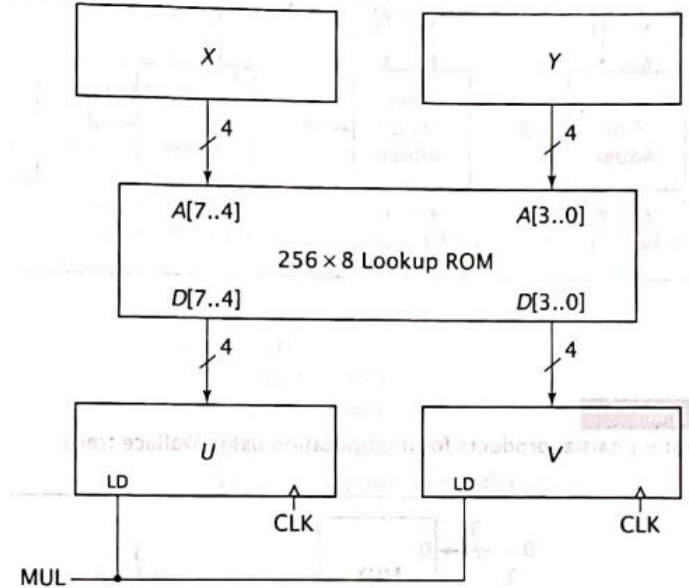 X
Y
4
4
A[7..4]
A[3..0]
256 × 8 Lookup ROM
D[7..4]
D[3..0]
4
4
U
V
LD
CLK
LD
CLK
MUL